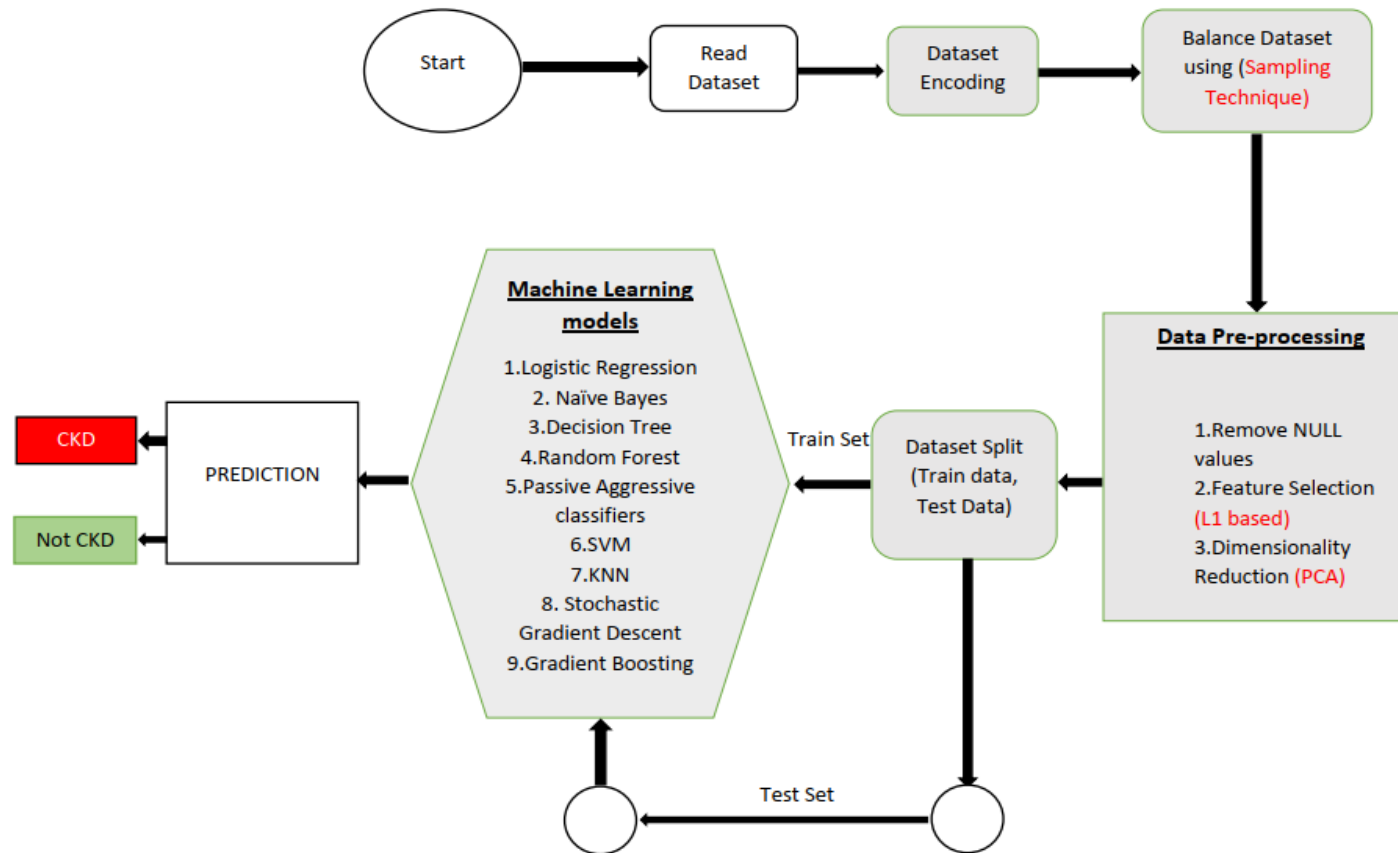 Start
Read
Dataset
Dataset
Encoding
Balance Dataset
using (Sampling
Technique)
Data Pre-processing
1.Remove NULL
values
2.Feature Selection
(L1 based)
3.Dimensionality
Reduction (PCA)
Dataset Split
(Train data,
Test Data)
Train Set
Test Set
Machine Learning
models
1.Logistic Regression
2. Naïve Bayes
3.Decision Tree
4.Random Forest
5.Passive Aggressive
classifiers
6.SVM
7.KNN
8. Stochastic
Gradient Descent
9.Gradient Boosting
PREDICTION
CKD
Not CKD